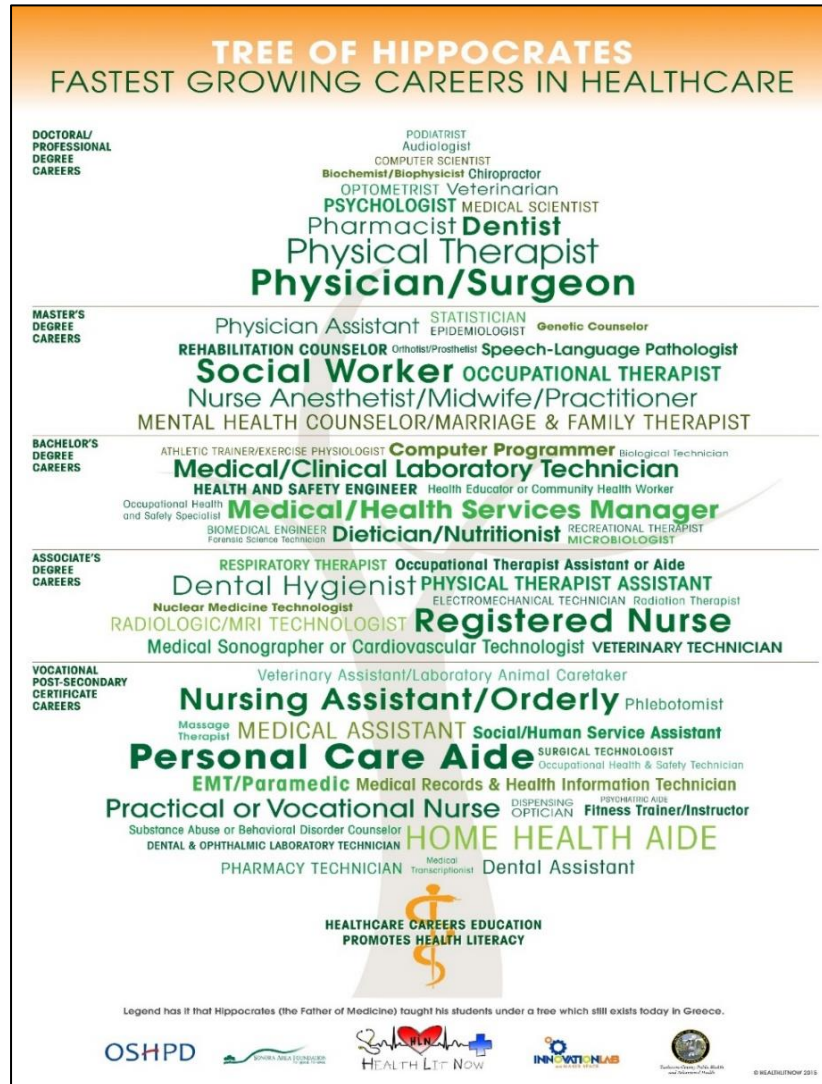 TREE OF HIPPOCRATES
FASTEST GROWING CAREERS IN HEALTHCARE
DOCTORAL/
PROFESSIONAL
DEGREE
CAREERS
PODIATRIST
Audiologist
COMPUTER SCIENTIST
Biochemist/Biophysicist Chiropractor
OPTOMETRIST Veterinarian
PSYCHOLOGIST MEDICAL SCIENTIST
Pharmacist Dentist
Physical Therapist
Physician/Surgeon
MASTER'S
DEGREE
CAREERS
Physician Assistant STATISTICIAN
EPIDEMIOLOGIST Genetic Counselor
REHABILITATION COUNSELOR Orthotist/Prosthetist Speech-Language Pathologist
Social Worker OCCUPATIONAL THERAPIST
Nurse Anesthetist/Midwife/Practitioner
MENTAL HEALTH COUNSELOR/MARRIAGE & FAMILY THERAPIST
BACHELOR'S
DEGREE
CAREERS
ATHLETIC TRAINER/EXERCISE PHYSIOLOGIST Computer Programmer Biological Technician
Medical/Clinical Laboratory Technician
HEALTH AND SAFETY ENGINEER Health Educator or Community Health Worker
Occupational Health
and Safety Specialist Medical/Health Services Manager
BIOMEDICAL ENGINEER
Forensic Science Technician Dietician/Nutritionist RECREATIONAL THERAPIST
MICROBIOLOGIST
ASSOCIATE'S
DEGREE
CAREERS
RESPIRATORY THERAPIST Occupational Therapist Assistant or Aide
Dental Hygienist PHYSICAL THERAPIST ASSISTANT
ELECTROMECHANICAL TECHNICIAN Radiation Therapist
Nuclear Medicine Technologist
RADIOLOGIC/MRI TECHNOLOGIST Registered Nurse
Medical Sonographer or Cardiovascular Technologist VETERINARY TECHNICIAN
VOCATIONAL
POST-SECONDARY
CERTIFICATE
CAREERS
Veterinary Assistant/Laboratory Animal Caretaker
Nursing Assistant/Orderly Phlebotomist
Massage
Therapist MEDICAL ASSISTANT Social/Human Service Assistant
Personal Care Aide SURGICAL TECHNOLOGIST
Occupational Health & Safety Technician
EMT/Paramedic Medical Records & Health Information Technician
Practical or Vocational Nurse DISPENSING
OPTICIAN PSYCHIATRIC AIDE
Fitness Trainer/Instructor
Substance Abuse or Behavioral Disorder Counselor
DENTAL & OPHTHALMIC LABORATORY TECHNICIAN HOME HEALTH AIDE
PHARMACY TECHNICIAN Medical
Transcriptionist Dental Assistant
HEALTHCARE CAREERS EDUCATION
PROMOTES HEALTH LITERACY
Legend has it that Hippocrates (the Father of Medicine) taught his students under a tree which still exists today in Greece.
OSHPD
SONORA AREA FOUNDATION
HLN
HEALTH LIT NOW
INNOVATIONLAB
© HEALTHLITNOW 2015